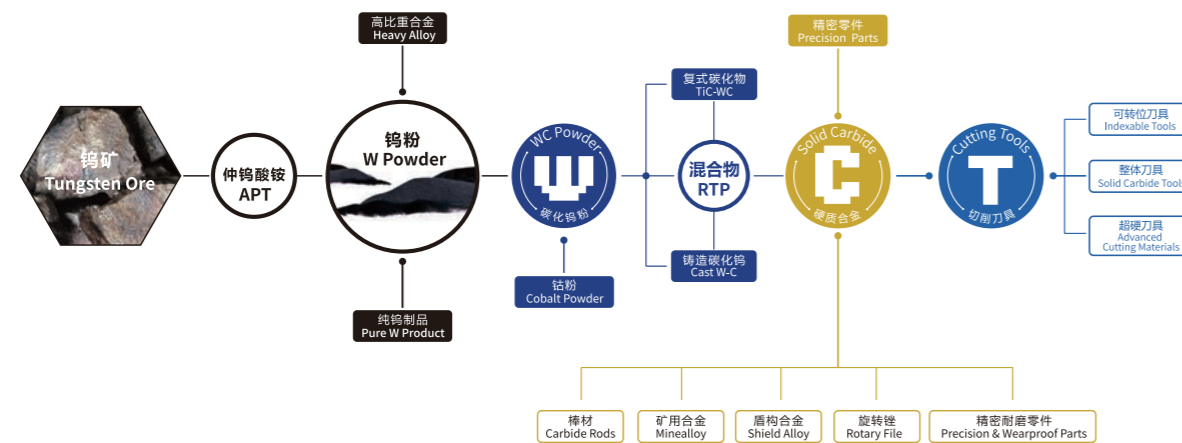 高比重合金
Heavy Alloy
精密零件
Precision Parts
复式碳化物
TiC-WC
钨矿
Tungsten Ore
仲钨酸铵
APT
钨粉
W Powder
WC Powder
W
碳化钨粉
混合物
RTP
Solid Carbide
C
硬质合金
Cutting Tools
T
切削刀具
可转位刀具
Indexable Tools
整体刀具
Solid Carbide Tools
超硬刀具
Advanced
Cutting Materials
铸造碳化钨
Cast W-C
钴粉
Cobalt Powder
纯钨制品
Pure W Product
棒材
Carbide Rods
矿用合金
Minealloy
盾构合金
Shield Alloy
旋转锉
Rotary File
精密耐磨零件
Precision & Wearproof Parts